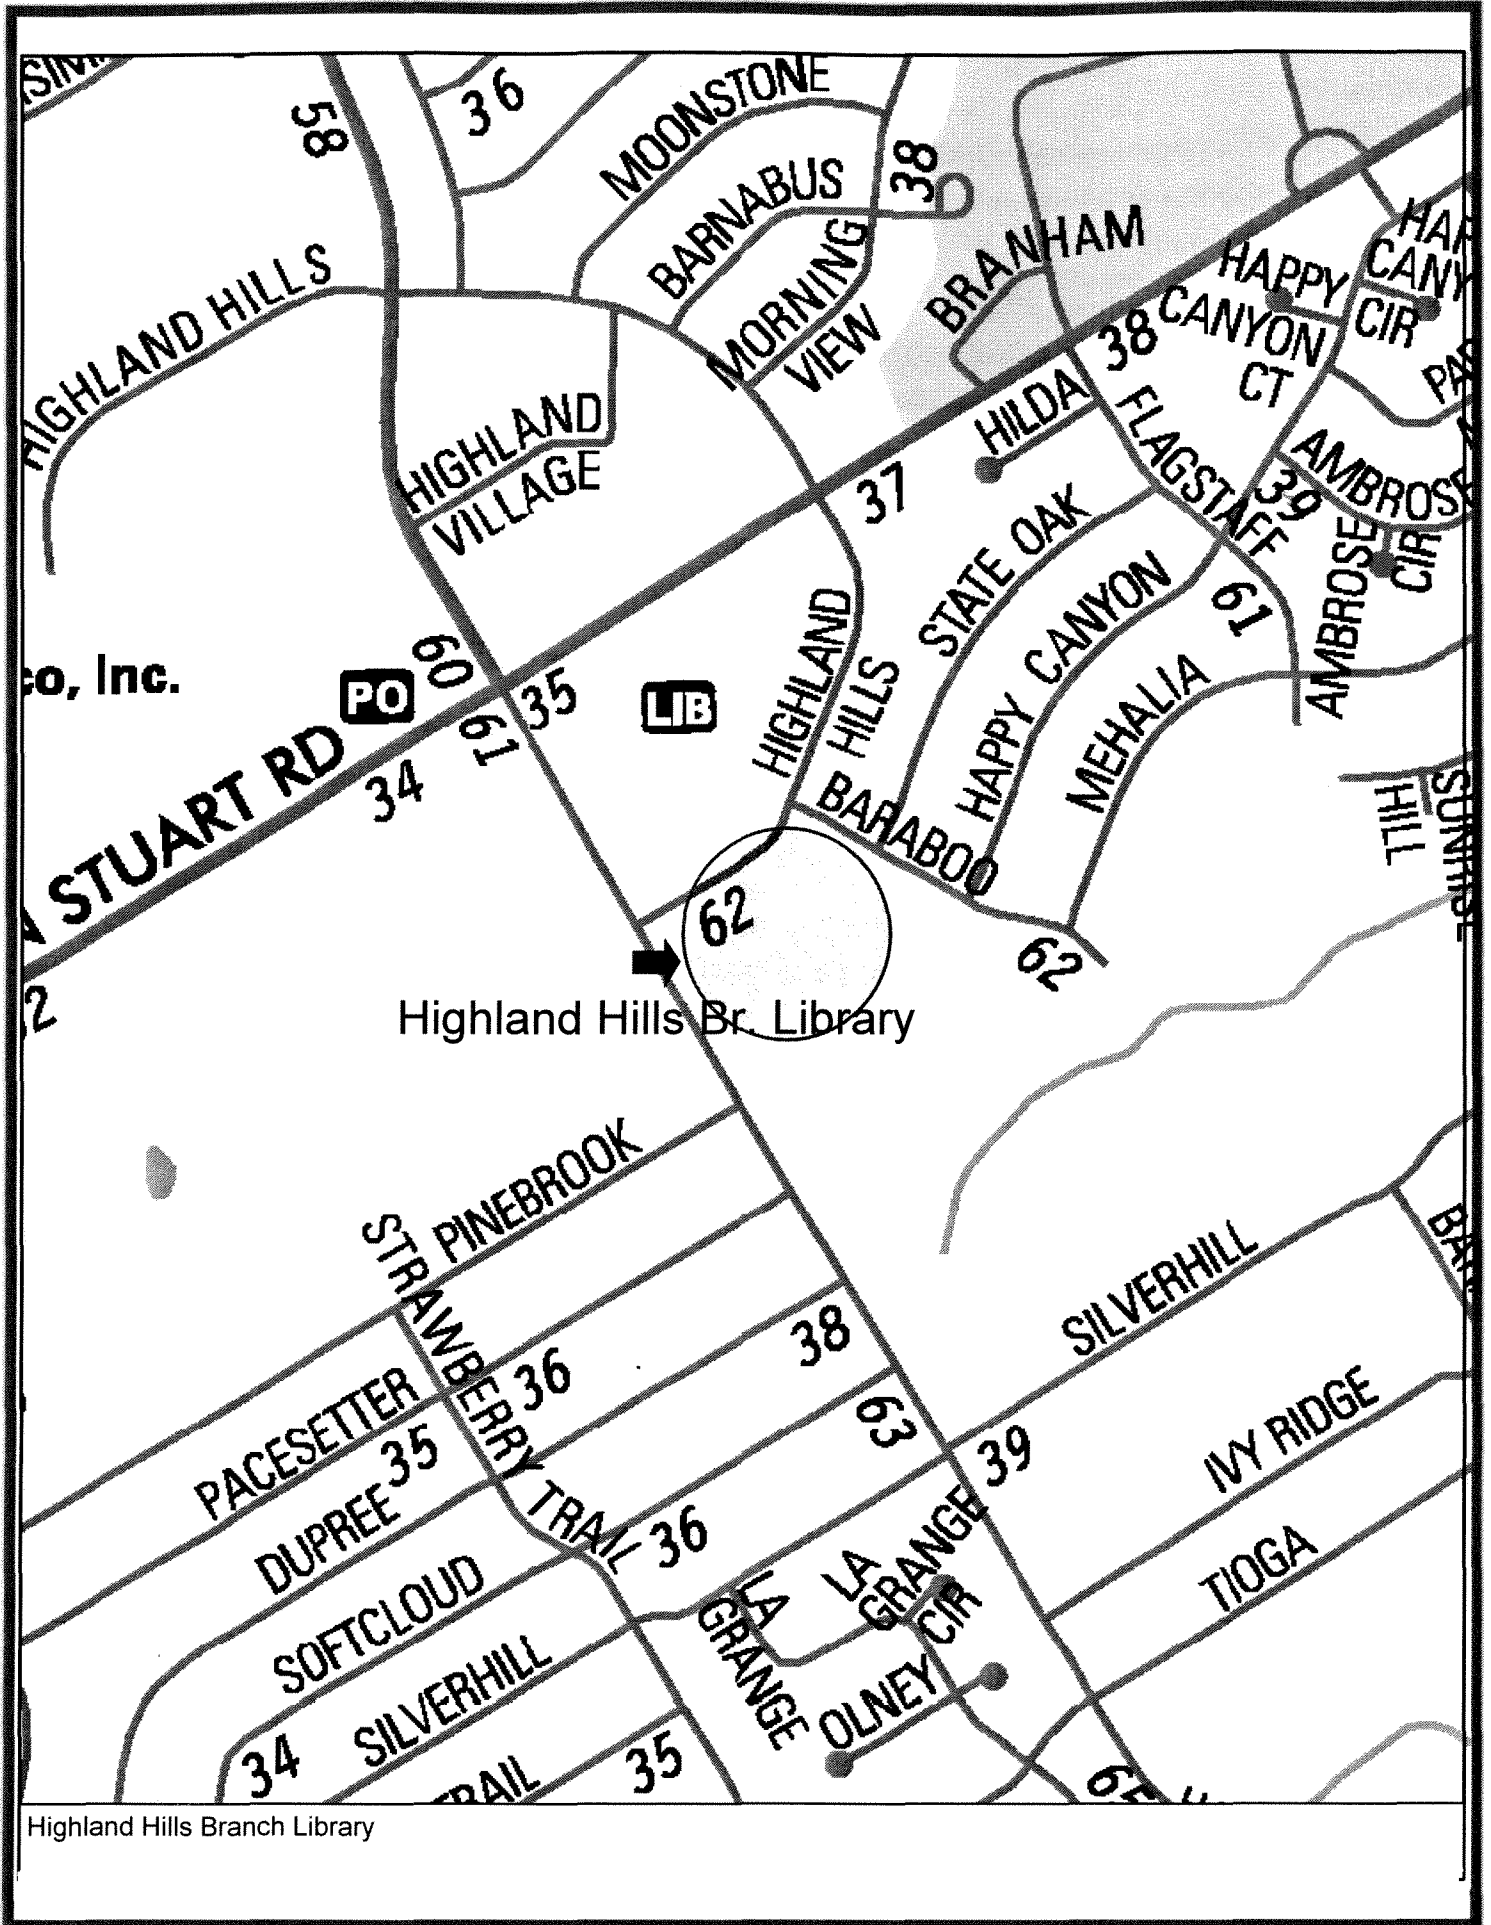 58
36
MOONSTONE
BARNABUS
38
MORNING
VIEW
BRANHAM
HIGHLAND HILLS
HAPPY
CANYON
CT
CIR
38
HILDA
FLAGSTAFF
HIGHLAND
VILLAGE
37
39
AMBROSE
AMBROSE
CIR
STATE OAK
HAPPY CANYON
61
MEHALIA
HIGHLAND
HILLS
60
PO
35
LIB
61
34
STUART RD
BARABOO
SUNRISE
HILL
62
62
Highland Hills Br. Library
PINEBROOK
STRAWBERRY TRAIL
SILVERHILL
38
36
PACESETTER
35
63
39
IVY RIDGE
DUPREE
36
LA
GRANGE
CIR
TIOGA
SOFTCLOUD
LA
GRANGE
SILVERHILL
OLNEY
34
35
TRAIL
co, Inc.
Highland Hills Branch Library